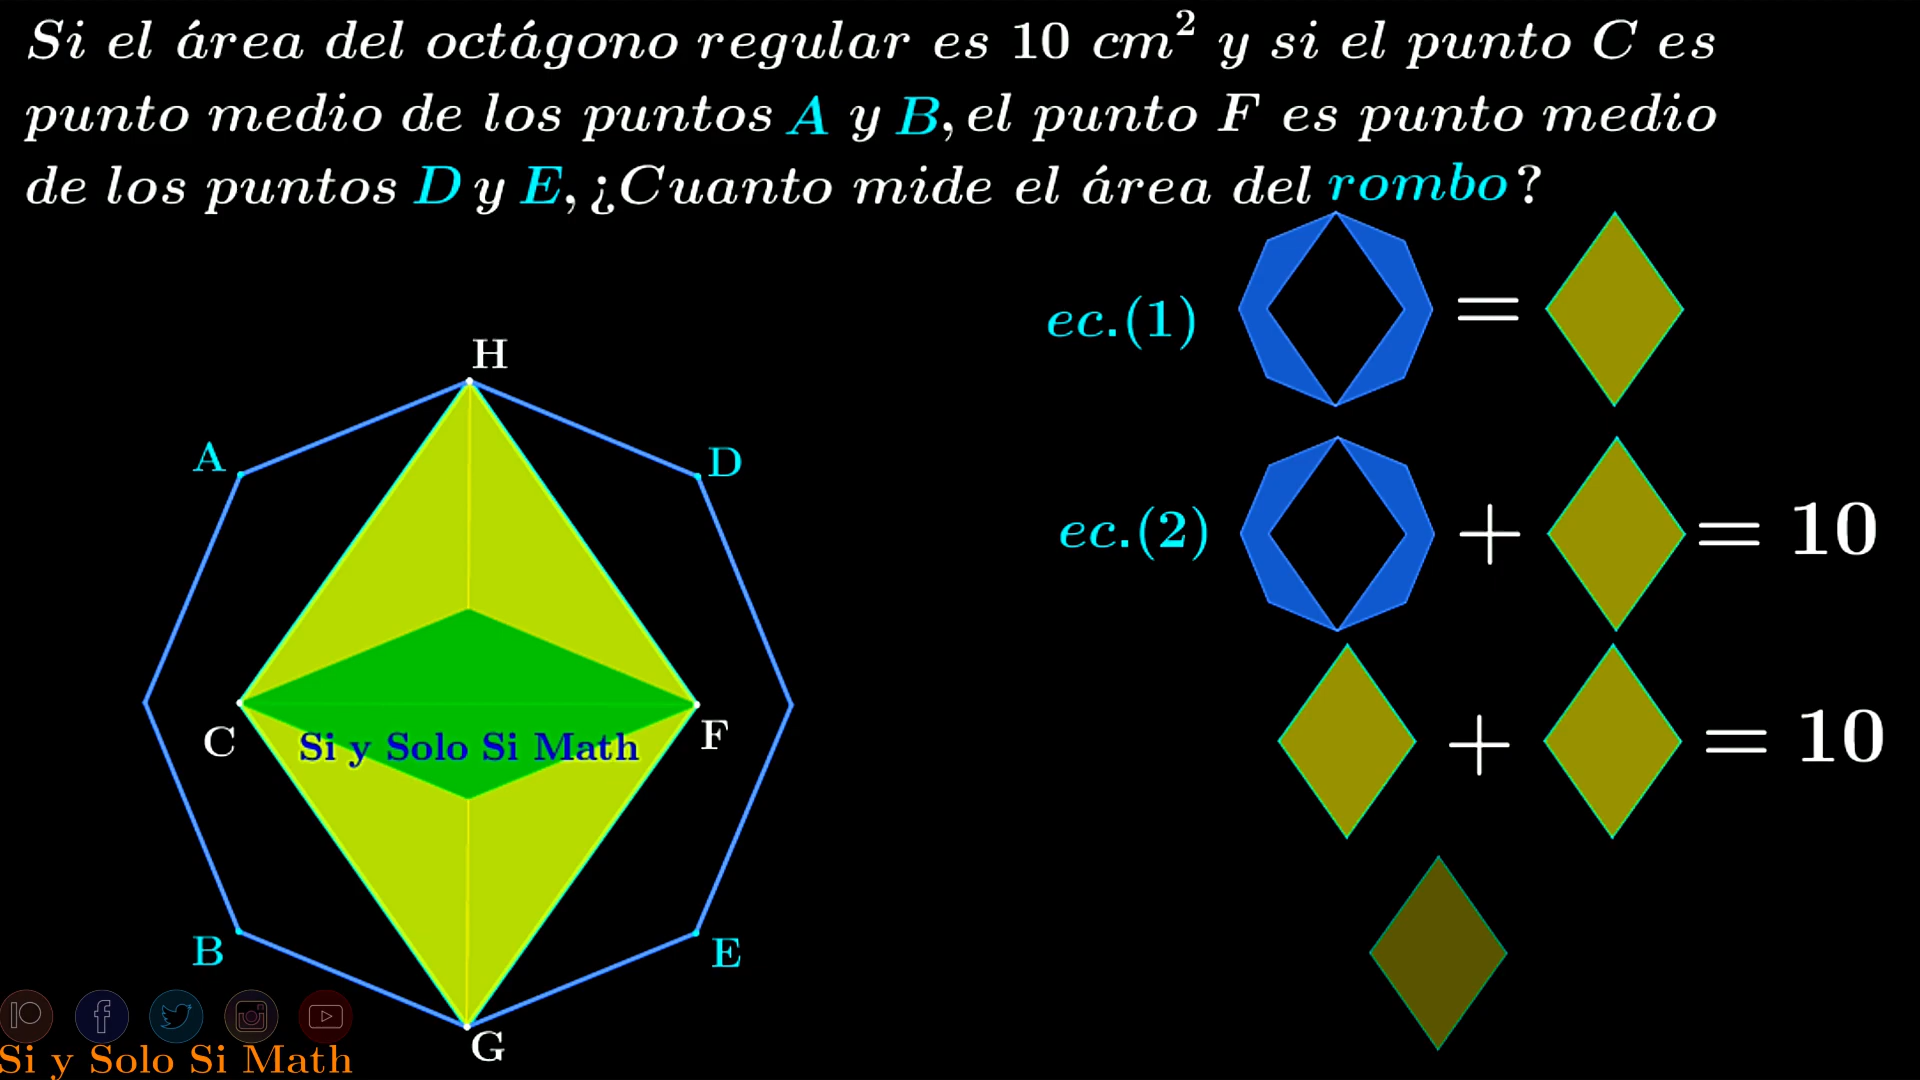 Si el área del octágono regular es 10 cm² y si el punto C es
punto medio de los puntos A y B, el punto F es punto medio
de los puntos D y E, ¿Cuanto mide el área del rombo?
ec.(1) =
ec.(2) + = 10
+ = 10
H
A
D
C
F
Si y Solo Si Math
B
E
G
Si y Solo Si Math